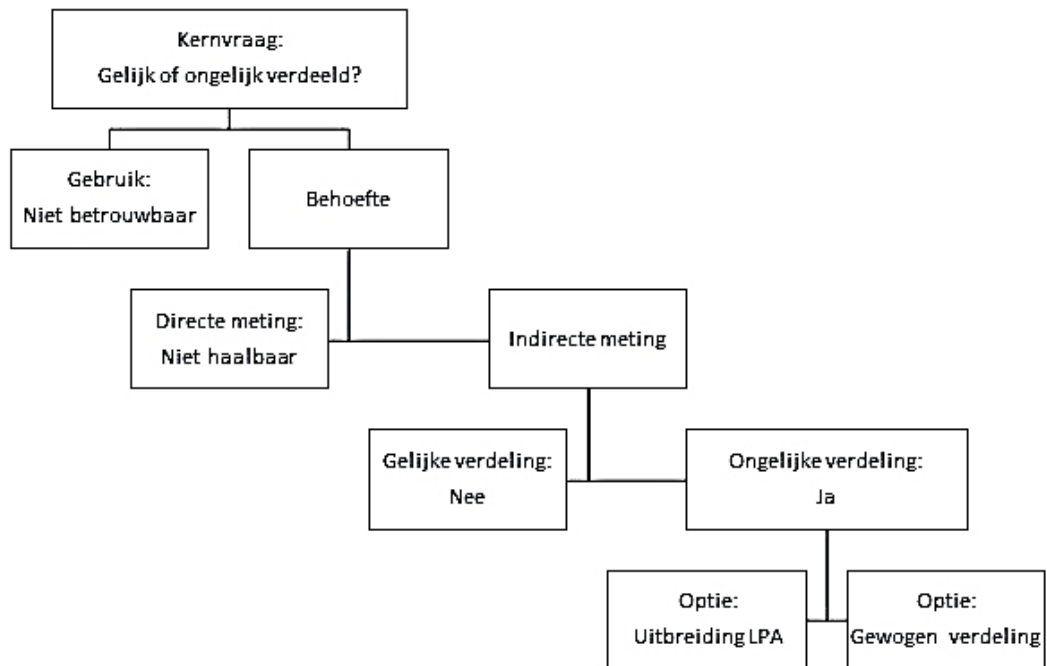 Kernvraag:
Gelijk of ongelijk verdeeld?
Gebruik:
Niet betrouwbaar
Behoefte
Directe meting:
Niet haalbaar
Indirecte meting
Gelijke verdeling:
Nee
Ongelijke verdeling:
Ja
Optie:
Uitbreiding LPA
Optie:
Gewogen verdeling